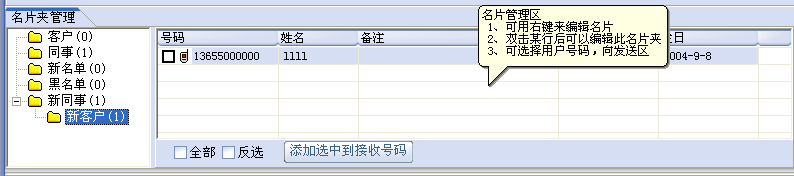 名片夹管理
客户(0)
同事(1)
新名单(0)
黑名单(0)
新同事(1)
新客户(1)
号码 姓名 备注 日
13655000000 1111 004-9-8
名片管理区
1、可用右键来编辑名片
2、双击某行后可以编辑此名片夹
3、可选择用户号码，向发送区
全部 反选 添加选中到接收号码